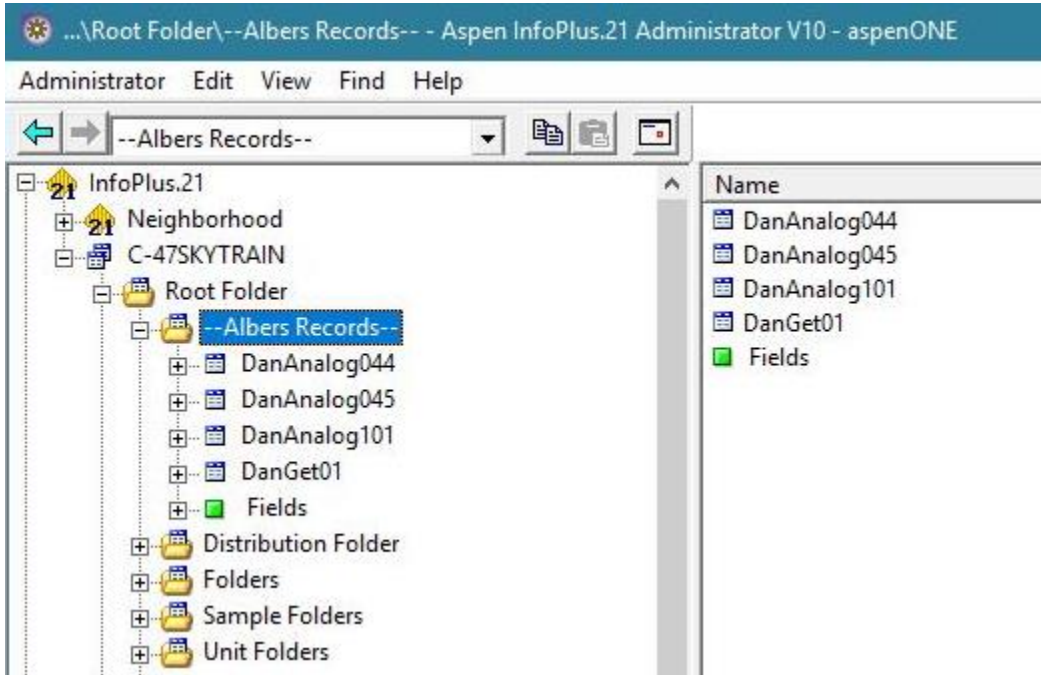 ...\Root Folder\--Albers Records-- - Aspen InfoPlus.21 Administrator V10 - aspenONE
Administrator Edit View Find Help
--Albers Records--
InfoPlus.21
Neighborhood
C-47SKYTRAIN
Root Folder
--Albers Records--
DanAnalog044
DanAnalog045
DanAnalog101
DanGet01
Fields
Distribution Folder
Folders
Sample Folders
Unit Folders
Name
DanAnalog044
DanAnalog045
DanAnalog101
DanGet01
Fields